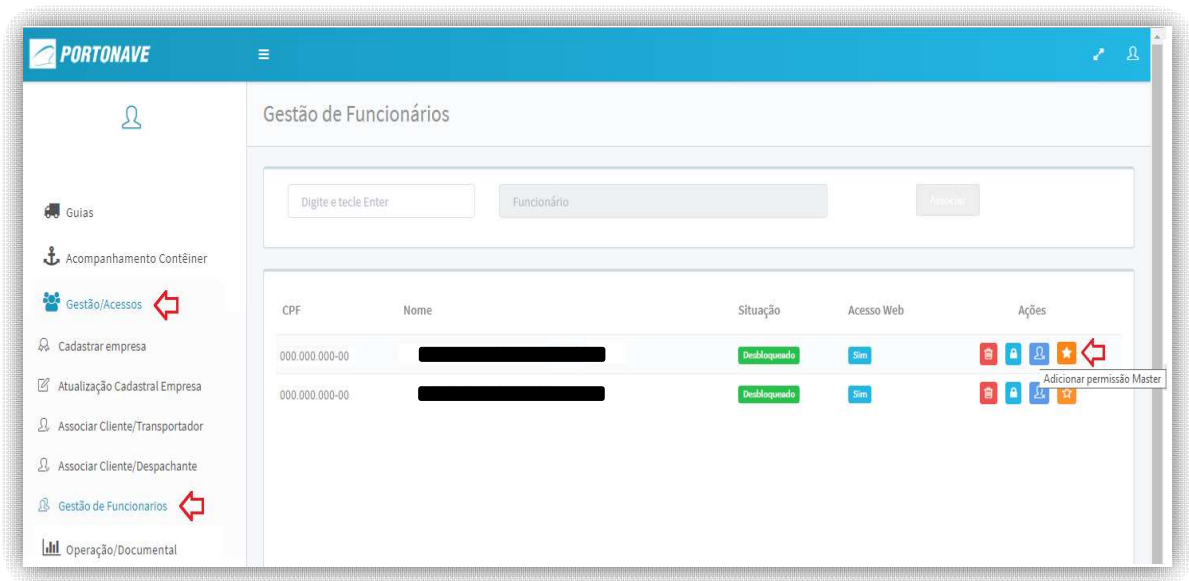 PORTONAVE
Gestão de Funcionários
Guias
Acompanhamento Contêiner
Gestão/Acessos
Cadastrar empresa
Atualização Cadastral Empresa
Associar Cliente/Transportador
Associar Cliente/Despachante
Gestão de Funcionarios
Operação/Documental
Digite e tecle Enter Funcionário Associar
CPF Nome Situação Acesso Web Ações
000.000.000-00 Desbloqueado Sim
Adicionar permissão Master
000.000.000-00 Desbloqueado Sim